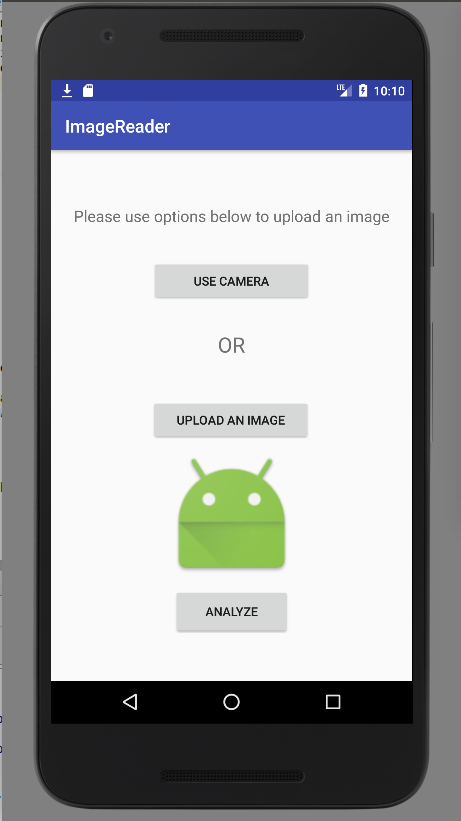 LTE 10:10
ImageReader
Please use options below to upload an image
USE CAMERA
OR
UPLOAD AN IMAGE
ANALYZE